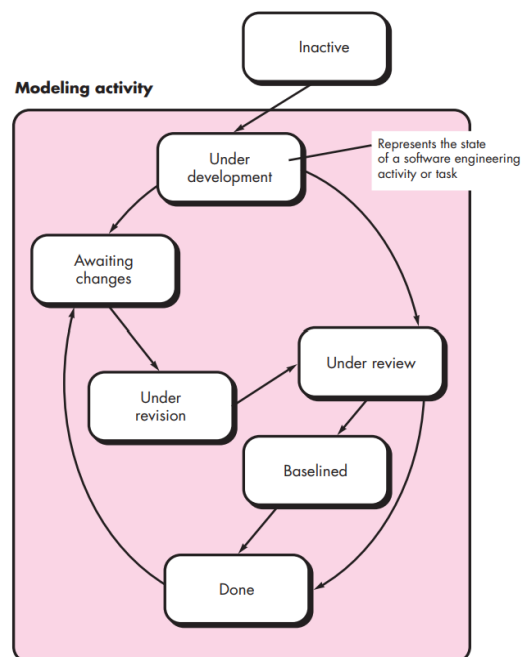 Inactive
Modeling activity
Under
development
Represents the state
of a software engineering
activity or task
Awaiting
changes
Under review
Under
revision
Baselined
Done